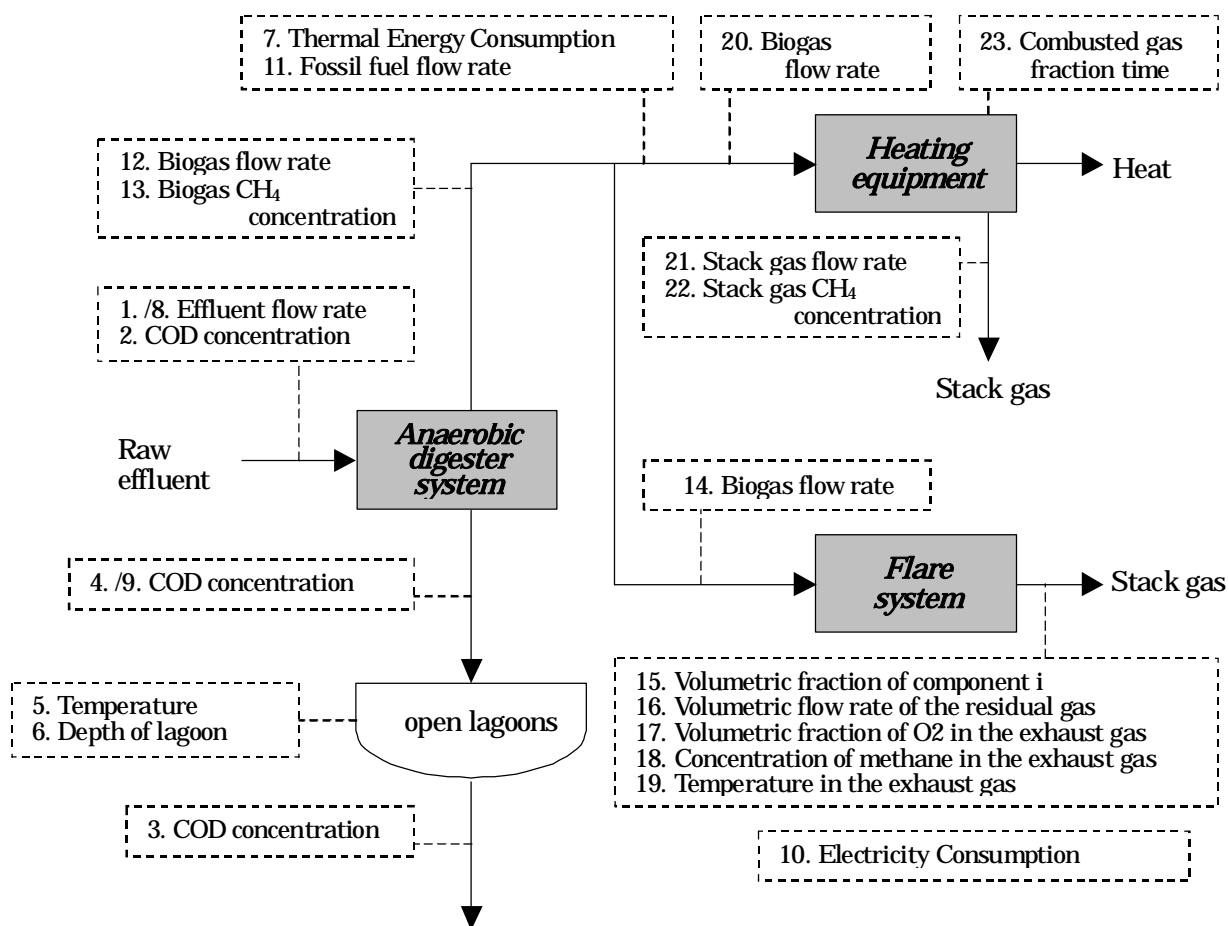 7. Thermal Energy Consumption
11. Fossil fuel flow rate
20. Biogas
flow rate
23. Combusted gas
fraction time
12. Biogas flow rate
13. Biogas CH₄
concentration
Heating
equipment
Heat
21. Stack gas flow rate
22. Stack gas CH₄
concentration
Stack gas
1. /8. Effluent flow rate
2. COD concentration
Raw
effluent
Anaerobic
digester
system
14. Biogas flow rate
4. /9. COD concentration
Flare
system
Stack gas
5. Temperature
6. Depth of lagoon
open lagoons
15. Volumetric fraction of component i
16. Volumetric flow rate of the residual gas
17. Volumetric fraction of O2 in the exhaust gas
18. Concentration of methane in the exhaust gas
19. Temperature in the exhaust gas
3. COD concentration
10. Electricity Consumption